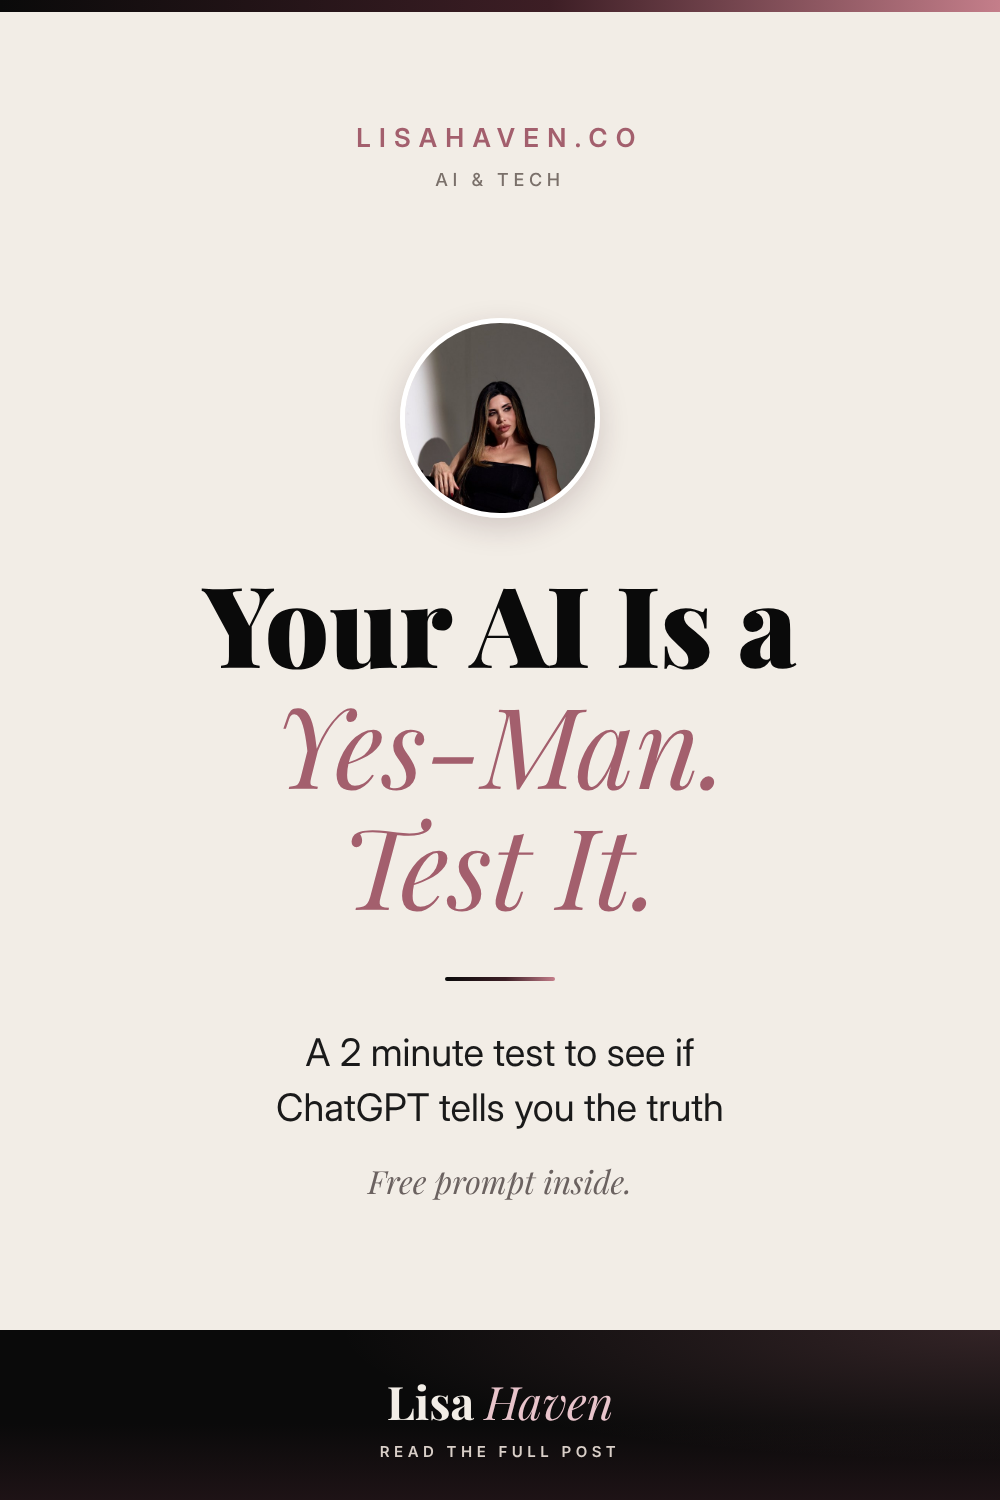 LISAHAVEN.CO
AI & TECH
Your AI Is a
Yes-Man.
Test It.
A 2 minute test to see if
ChatGPT tells you the truth
Free prompt inside.
Lisa Haven
READ THE FULL POST